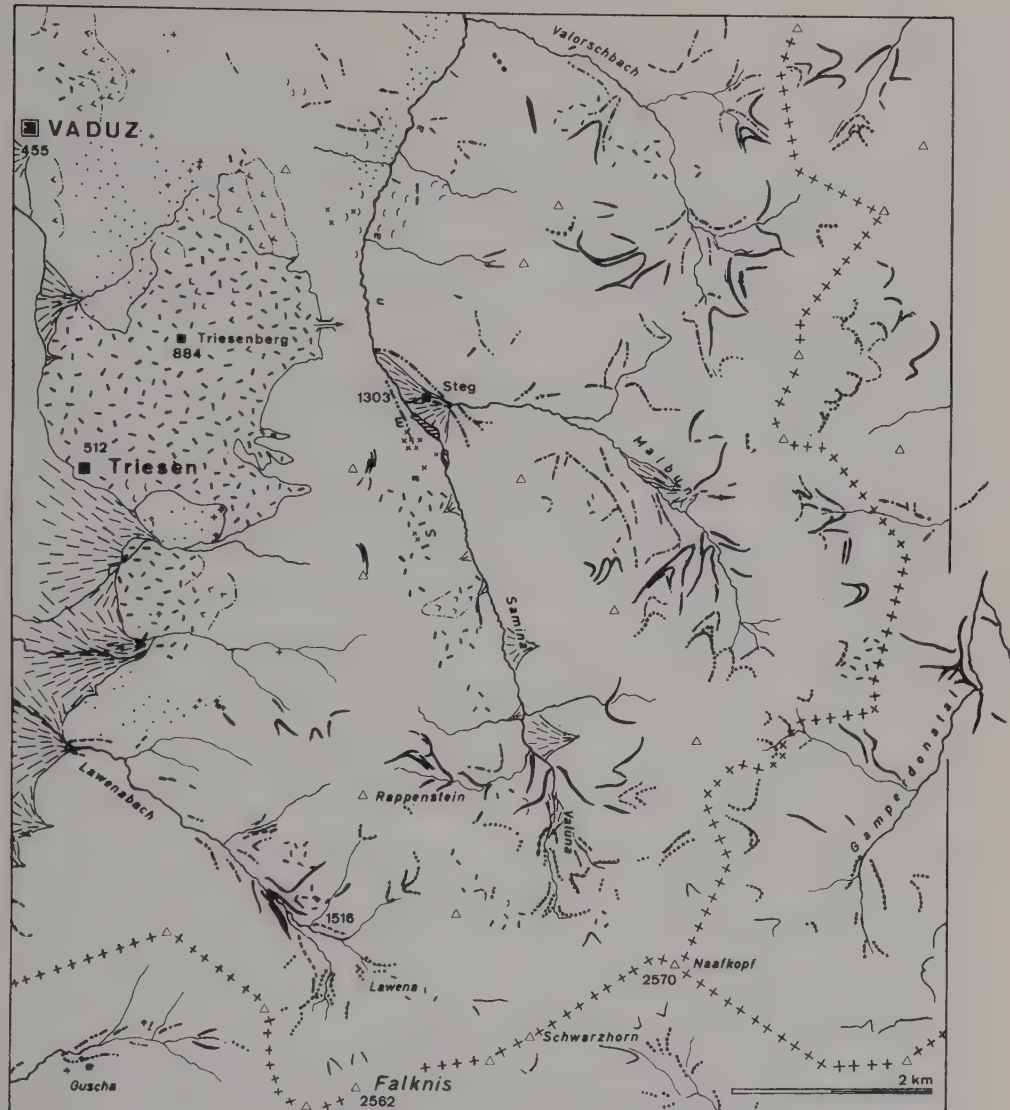 Valorschbach
VADUZ
455
Triesenberg
884
1303
Steg
512
Triesen
Malbun
Samina
Rappenstein
Valüna
Gamperdonatal
Lawenabach
1516
Lawena
Naafkopf
2570
Schwarzhorn
Guscha
Falknis
2562
2 km